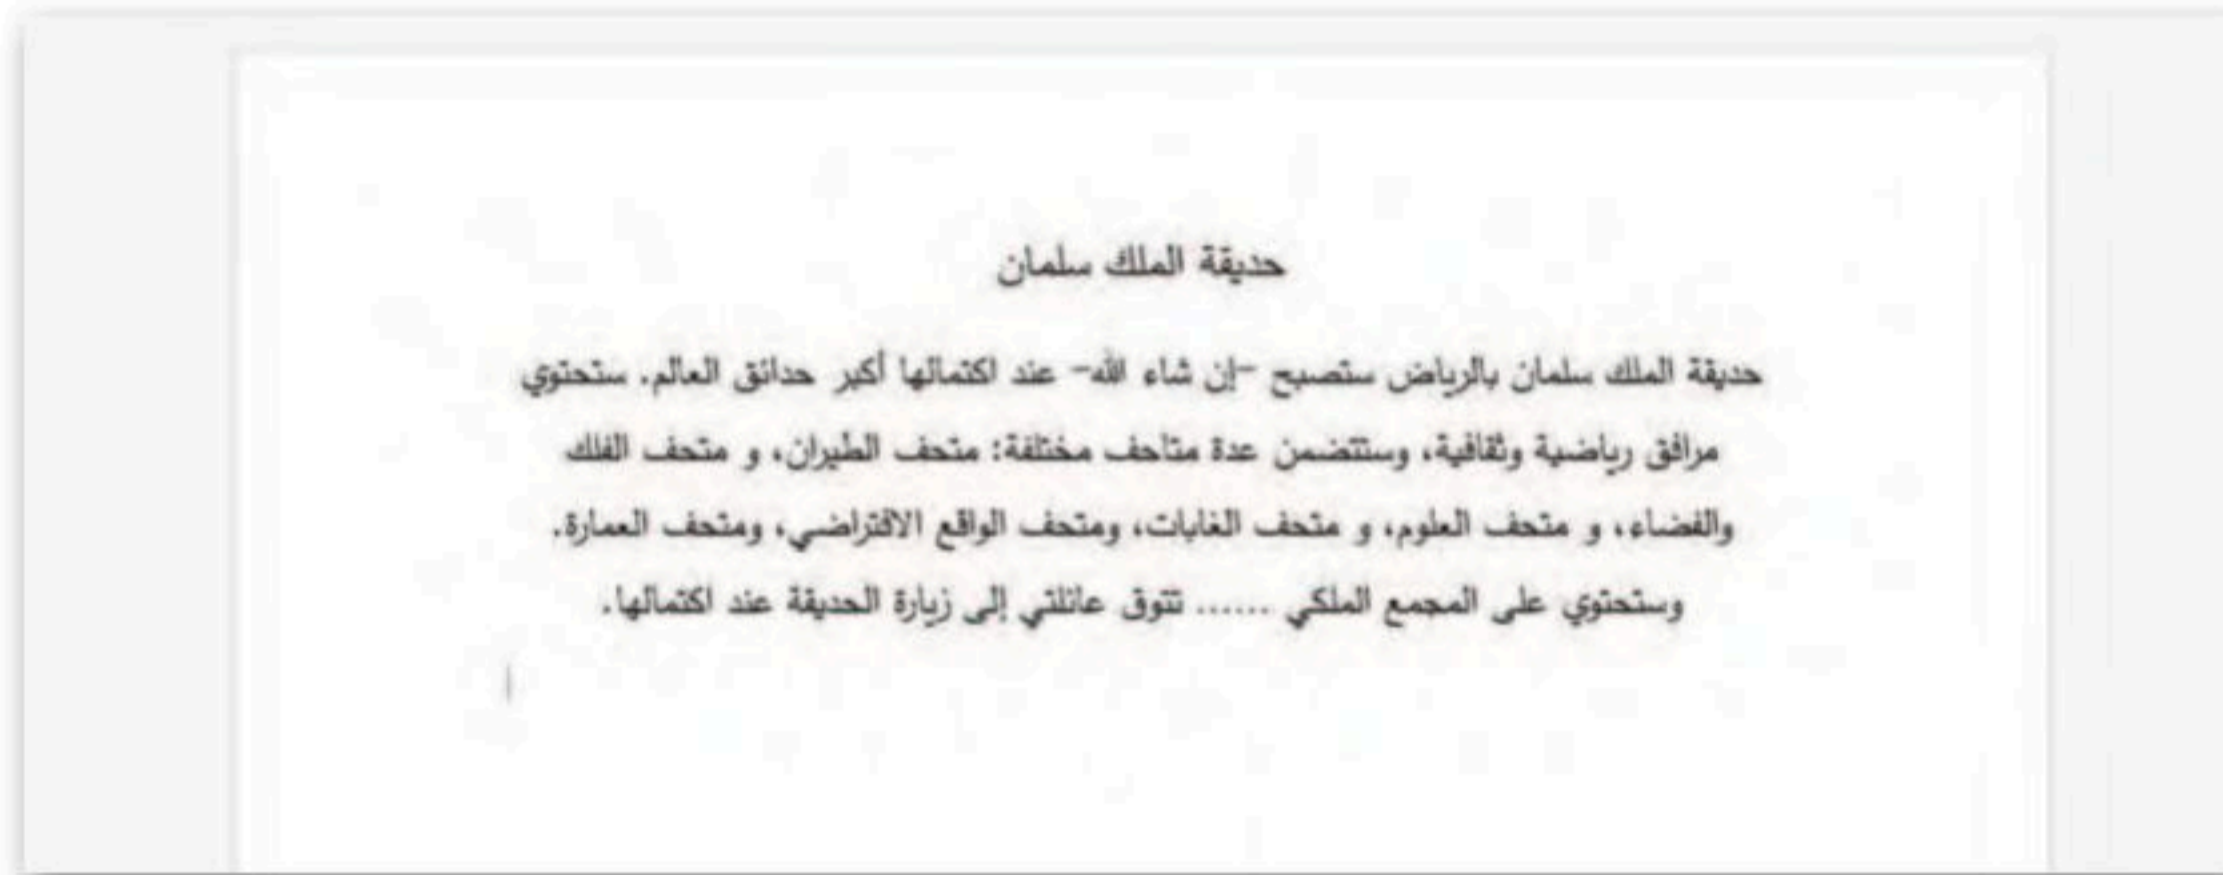 حديقة الملك سلمان
حديقة الملك سلمان بالرياض ستصبح -إن شاء الله- عند اكتمالها أكبر حدائق العالم. ستحتوي
مرافق رياضية وثقافية، وستتضمن عدة متاحف مختلفة: متحف الطيران، و متحف الفلك
والفضاء، و متحف العلوم، و متحف الغابات، ومتحف الواقع الافتراضي، ومتحف العمارة.
وستحتوي على المجمع الملكي ...... تتوق عائلتي إلى زيارة الحديقة عند اكتمالها.